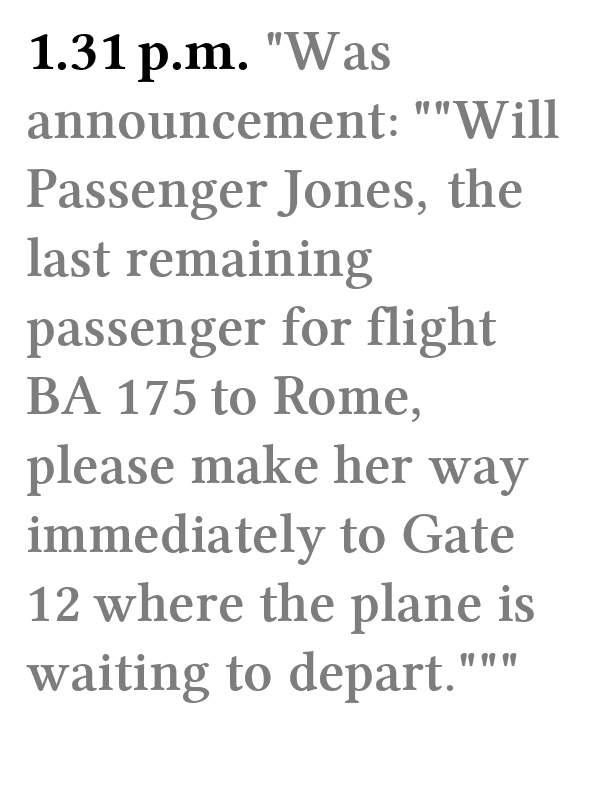 1.31 p.m. "Was
announcement: ""Will
Passenger Jones, the
last remaining
passenger for flight
BA 175 to Rome,
please make her way
immediately to Gate
12 where the plane is
waiting to depart."""